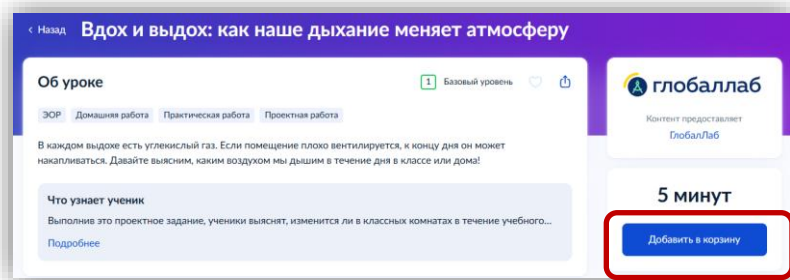 ‹ Назад Вдох и выдох: как наше дыхание меняет атмосферу
Об уроке
1 Базовый уровень
ЭОР Домашняя работа Практическая работа Проектная работа
В каждом выдохе есть углекислый газ. Если помещение плохо вентилируется, к концу дня он может
накапливаться. Давайте выясним, каким воздухом мы дышим в течение дня в классе или дома!
Что узнает ученик
Выполнив это проектное задание, ученики выяснят, изменится ли в классных комнатах в течение учебного...
Подробнее
глобаллаб
Контент предоставляет
ГлобалЛаб
5 минут
Добавить в корзину